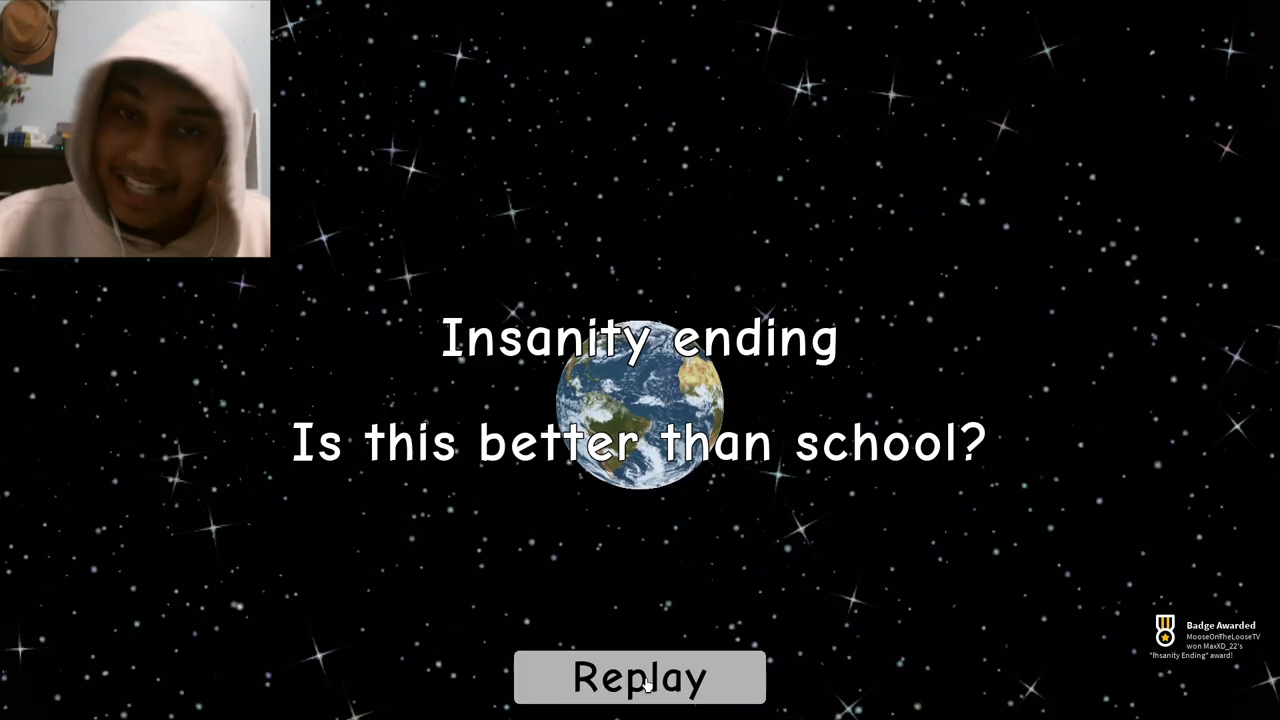 Insanity ending
Is this better than school?
Replay
Badge Awarded
MooseOnTheLooseTV
won MaxXD_22's
"Insanity Ending" award!